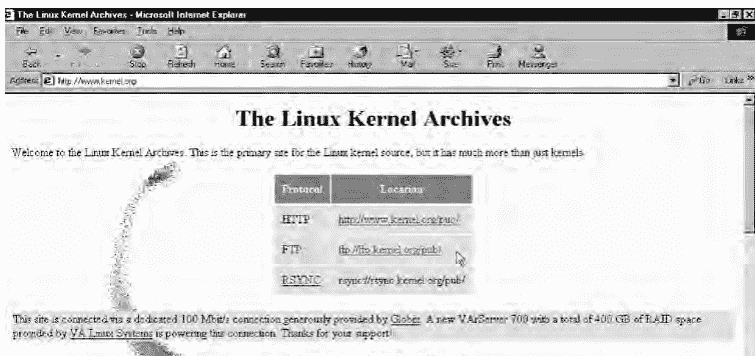 The Linux Kernel Archives - Microsoft Internet Explorer
File Edit View Favorites Tools Help
Back Stop Refresh Home Search Favorites History Mail Size Print Messenger
Address http://www.kernel.org Go Links »
The Linux Kernel Archives
Welcome to the Linux Kernel Archives. This is the primary site for the Linux kernel source, but it has much more than just kernels.
Protocol Location
HTTP http://www.kernel.org/pub/
FTP ftp://ftp.kernel.org/pub/
RSYNC rsync://rsync.kernel.org/pub/
This site is connected via a dedicated 100 Mbit/s connection generously provided by Globix. A new VArServer 700 with a total of 400 GB of RAID space
provided by VA Linux Systems is powering this connection. Thanks for your support!